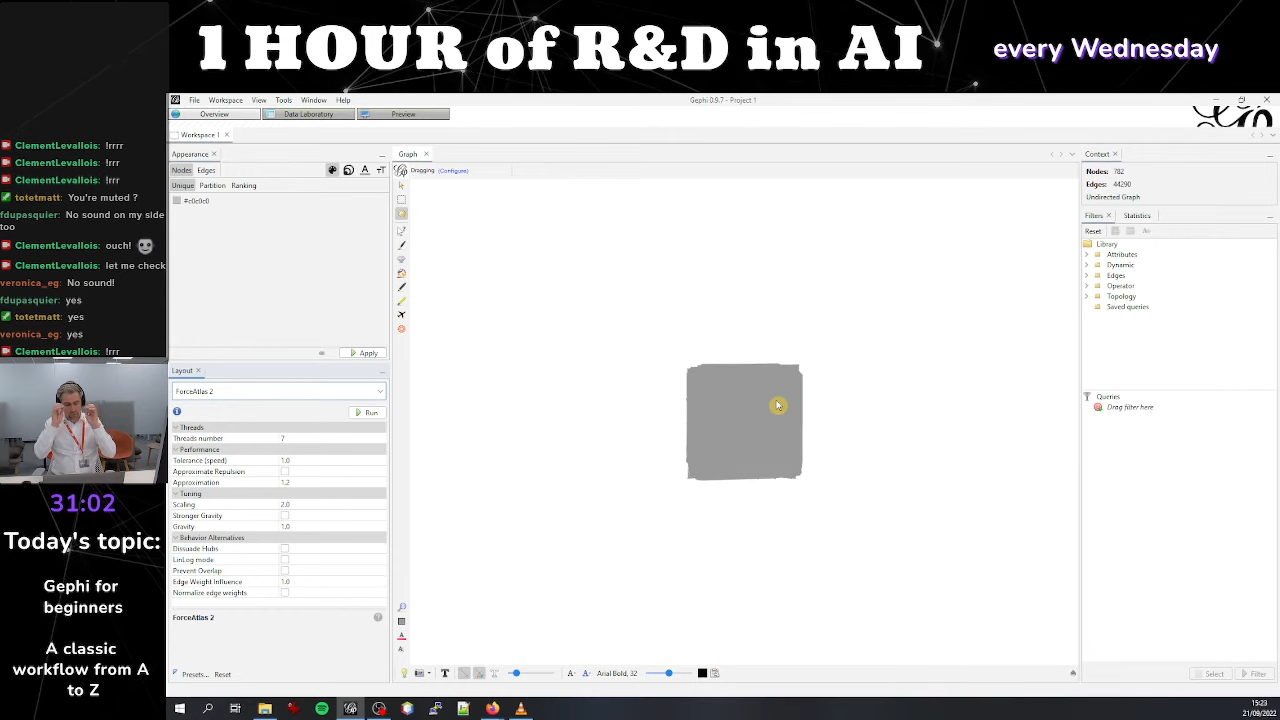 1 HOUR of R&D in AI
every Wednesday
ClementLevallois: !rrrr
ClementLevallois: !rrr
ClementLevallois: !rrr
totetmatt: You're muted ?
fdupasquier: No sound on my side
too
ClementLevallois: ouch!
ClementLevallois: let me check
veronica_eg: No sound!
fdupasquier: yes
totetmatt: yes
veronica_eg: yes
ClementLevallois: !rrr
31:02
Today's topic:
Gephi for
beginners
A classic
workflow from A
to Z
Gephi 0.9.7 - Project 1
File Workspace View Tools Window Help
Overview Data Laboratory Preview
Workspace 1
Appearance
Nodes Edges
Unique Partition Ranking
#c0c0c0
Apply
Layout
ForceAtlas 2
Run
Threads
Threads number 7
Performance
Tolerance (speed) 1.0
Approximate Repulsion
Approximation 1.2
Tuning
Scaling 2.0
Stronger Gravity
Gravity 1.0
Behavior Alternatives
Dissuade Hubs
LinLog mode
Prevent Overlap
Edge Weight Influence 1.0
Normalize edge weights
ForceAtlas 2
Presets... Reset
Graph
Dragging (Configure)
Arial Bold, 32
Context
Nodes: 782
Edges: 44290
Undirected Graph
Filters Statistics
Reset
Library
Attributes
Dynamic
Edges
Operator
Topology
Saved queries
Queries
Drag filter here
Select Filter
15:23
21/09/2022